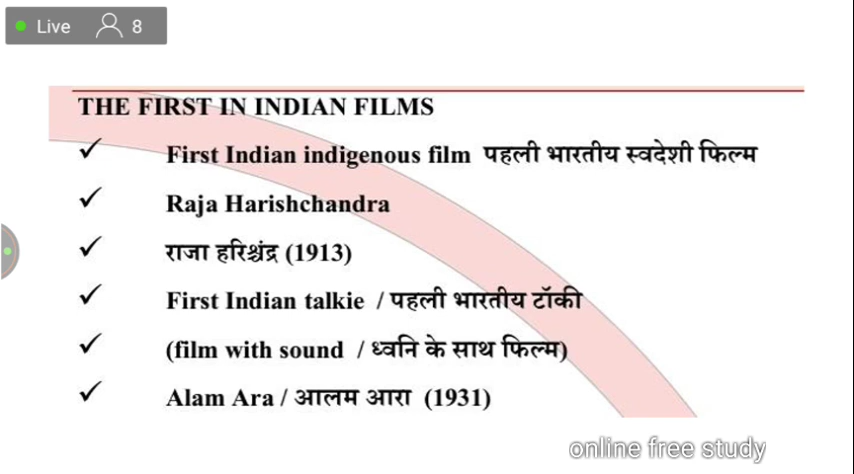 Live 8
THE FIRST IN INDIAN FILMS
✓ First Indian indigenous film पहली भारतीय स्वदेशी फिल्म
✓ Raja Harishchandra
✓ राजा हरिश्चंद्र (1913)
✓ First Indian talkie / पहली भारतीय टॉकी
✓ (film with sound / ध्वनि के साथ फिल्म)
✓ Alam Ara / आलम आरा (1931)
online free study